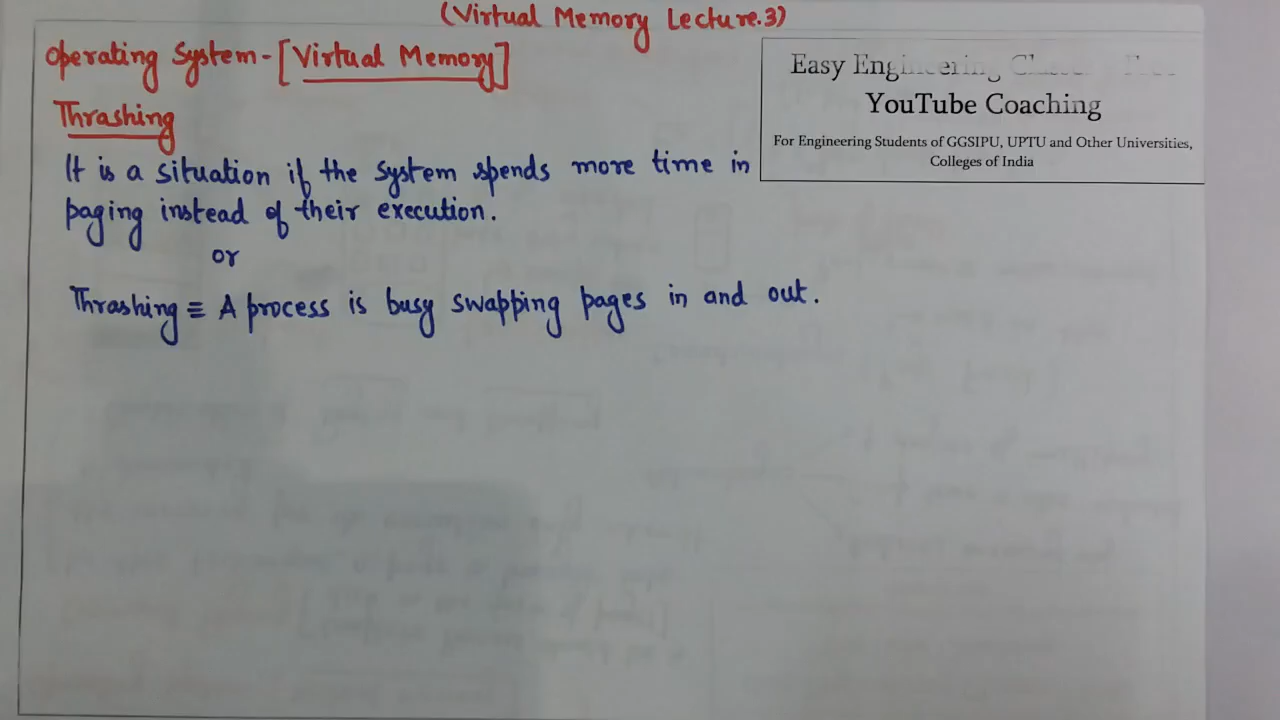 (Virtual Memory Lecture.3)
Operating System - [Virtual Memory]
Easy Engineering
YouTube Coaching
For Engineering Students of GGSIPU, UPTU and Other Universities,
Colleges of India
Thrashing
It is a situation if the system spends more time in
paging instead of their execution.
or
Thrashing ≡ A process is busy swapping pages in and out.